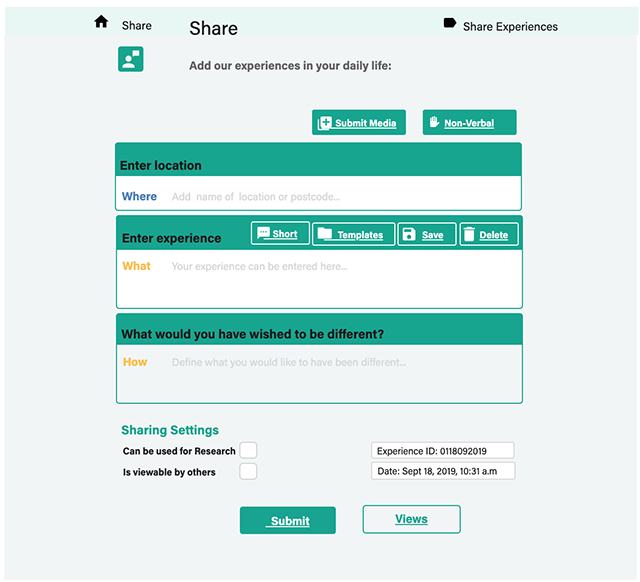 Share
Share
Share Experiences
Add our experiences in your daily life:
Submit Media
Non-Verbal
Enter location
Where Add name of location or postcode...
Enter experience Short Templates Save Delete
What Your experience can be entered here...
What would you have wished to be different?
How Define what you would like to have been different...
Sharing Settings
Can be used for Research
Experience ID: 0118092019
Is viewable by others
Date: Sept 18, 2019, 10:31 a.m
Submit
Views